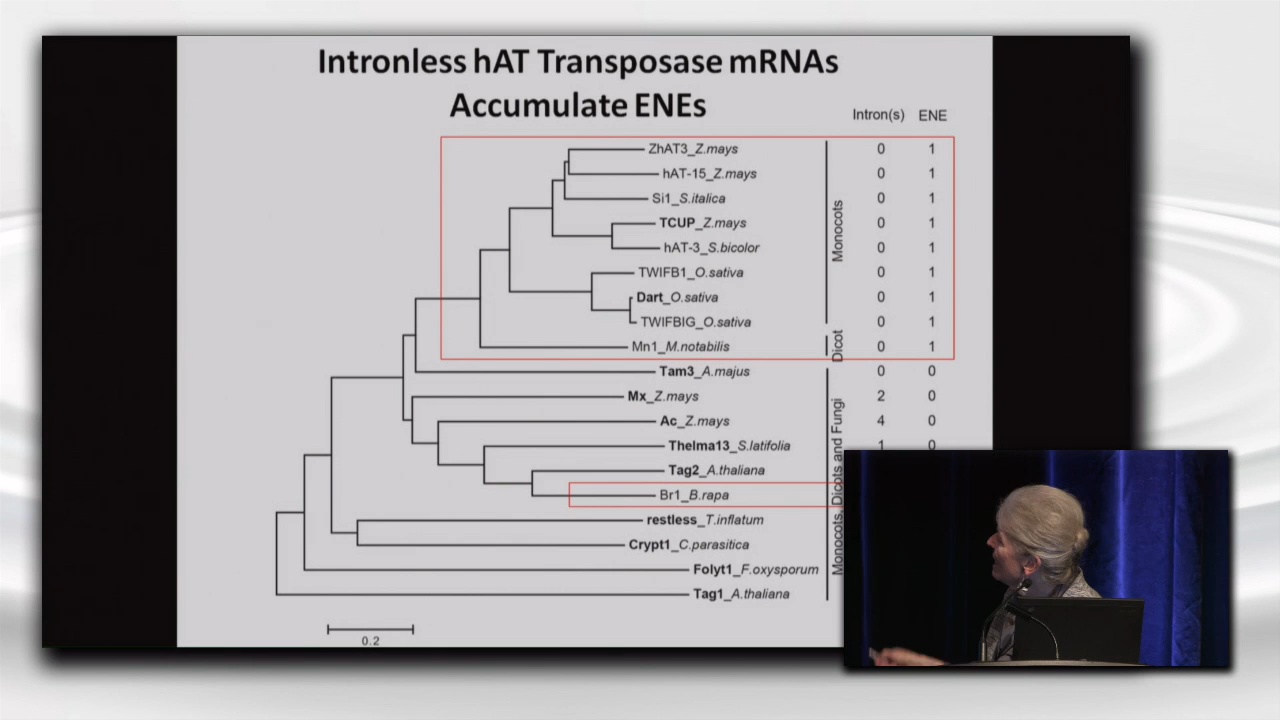 Intronless hAT Transposase mRNAs
Accumulate ENEs
Intron(s) ENE
ZhAT3_Z.mays 0 1
hAT-15_Z.mays 0 1
Si1_S.italica 0 1
TCUP_Z.mays 0 1
hAT-3_S.bicolor 0 1
TWIFB1_O.sativa 0 1
Dart_O.sativa 0 1
TWIFBIG_O.sativa 0 1
Mn1_M.notabilis 0 1
Tam3_A.majus 0 0
Mx_Z.mays 2 0
Ac_Z.mays 4 0
Thelma13_S.latifolia 1 0
Tag2_A.thaliana
Br1_B.rapa
restless_T.inflatum
Crypt1_C.parasitica
Folyt1_F.oxysporum
Tag1_A.thaliana
Monocots
Dicot
Monocots, Dicots and Fungi
0.2